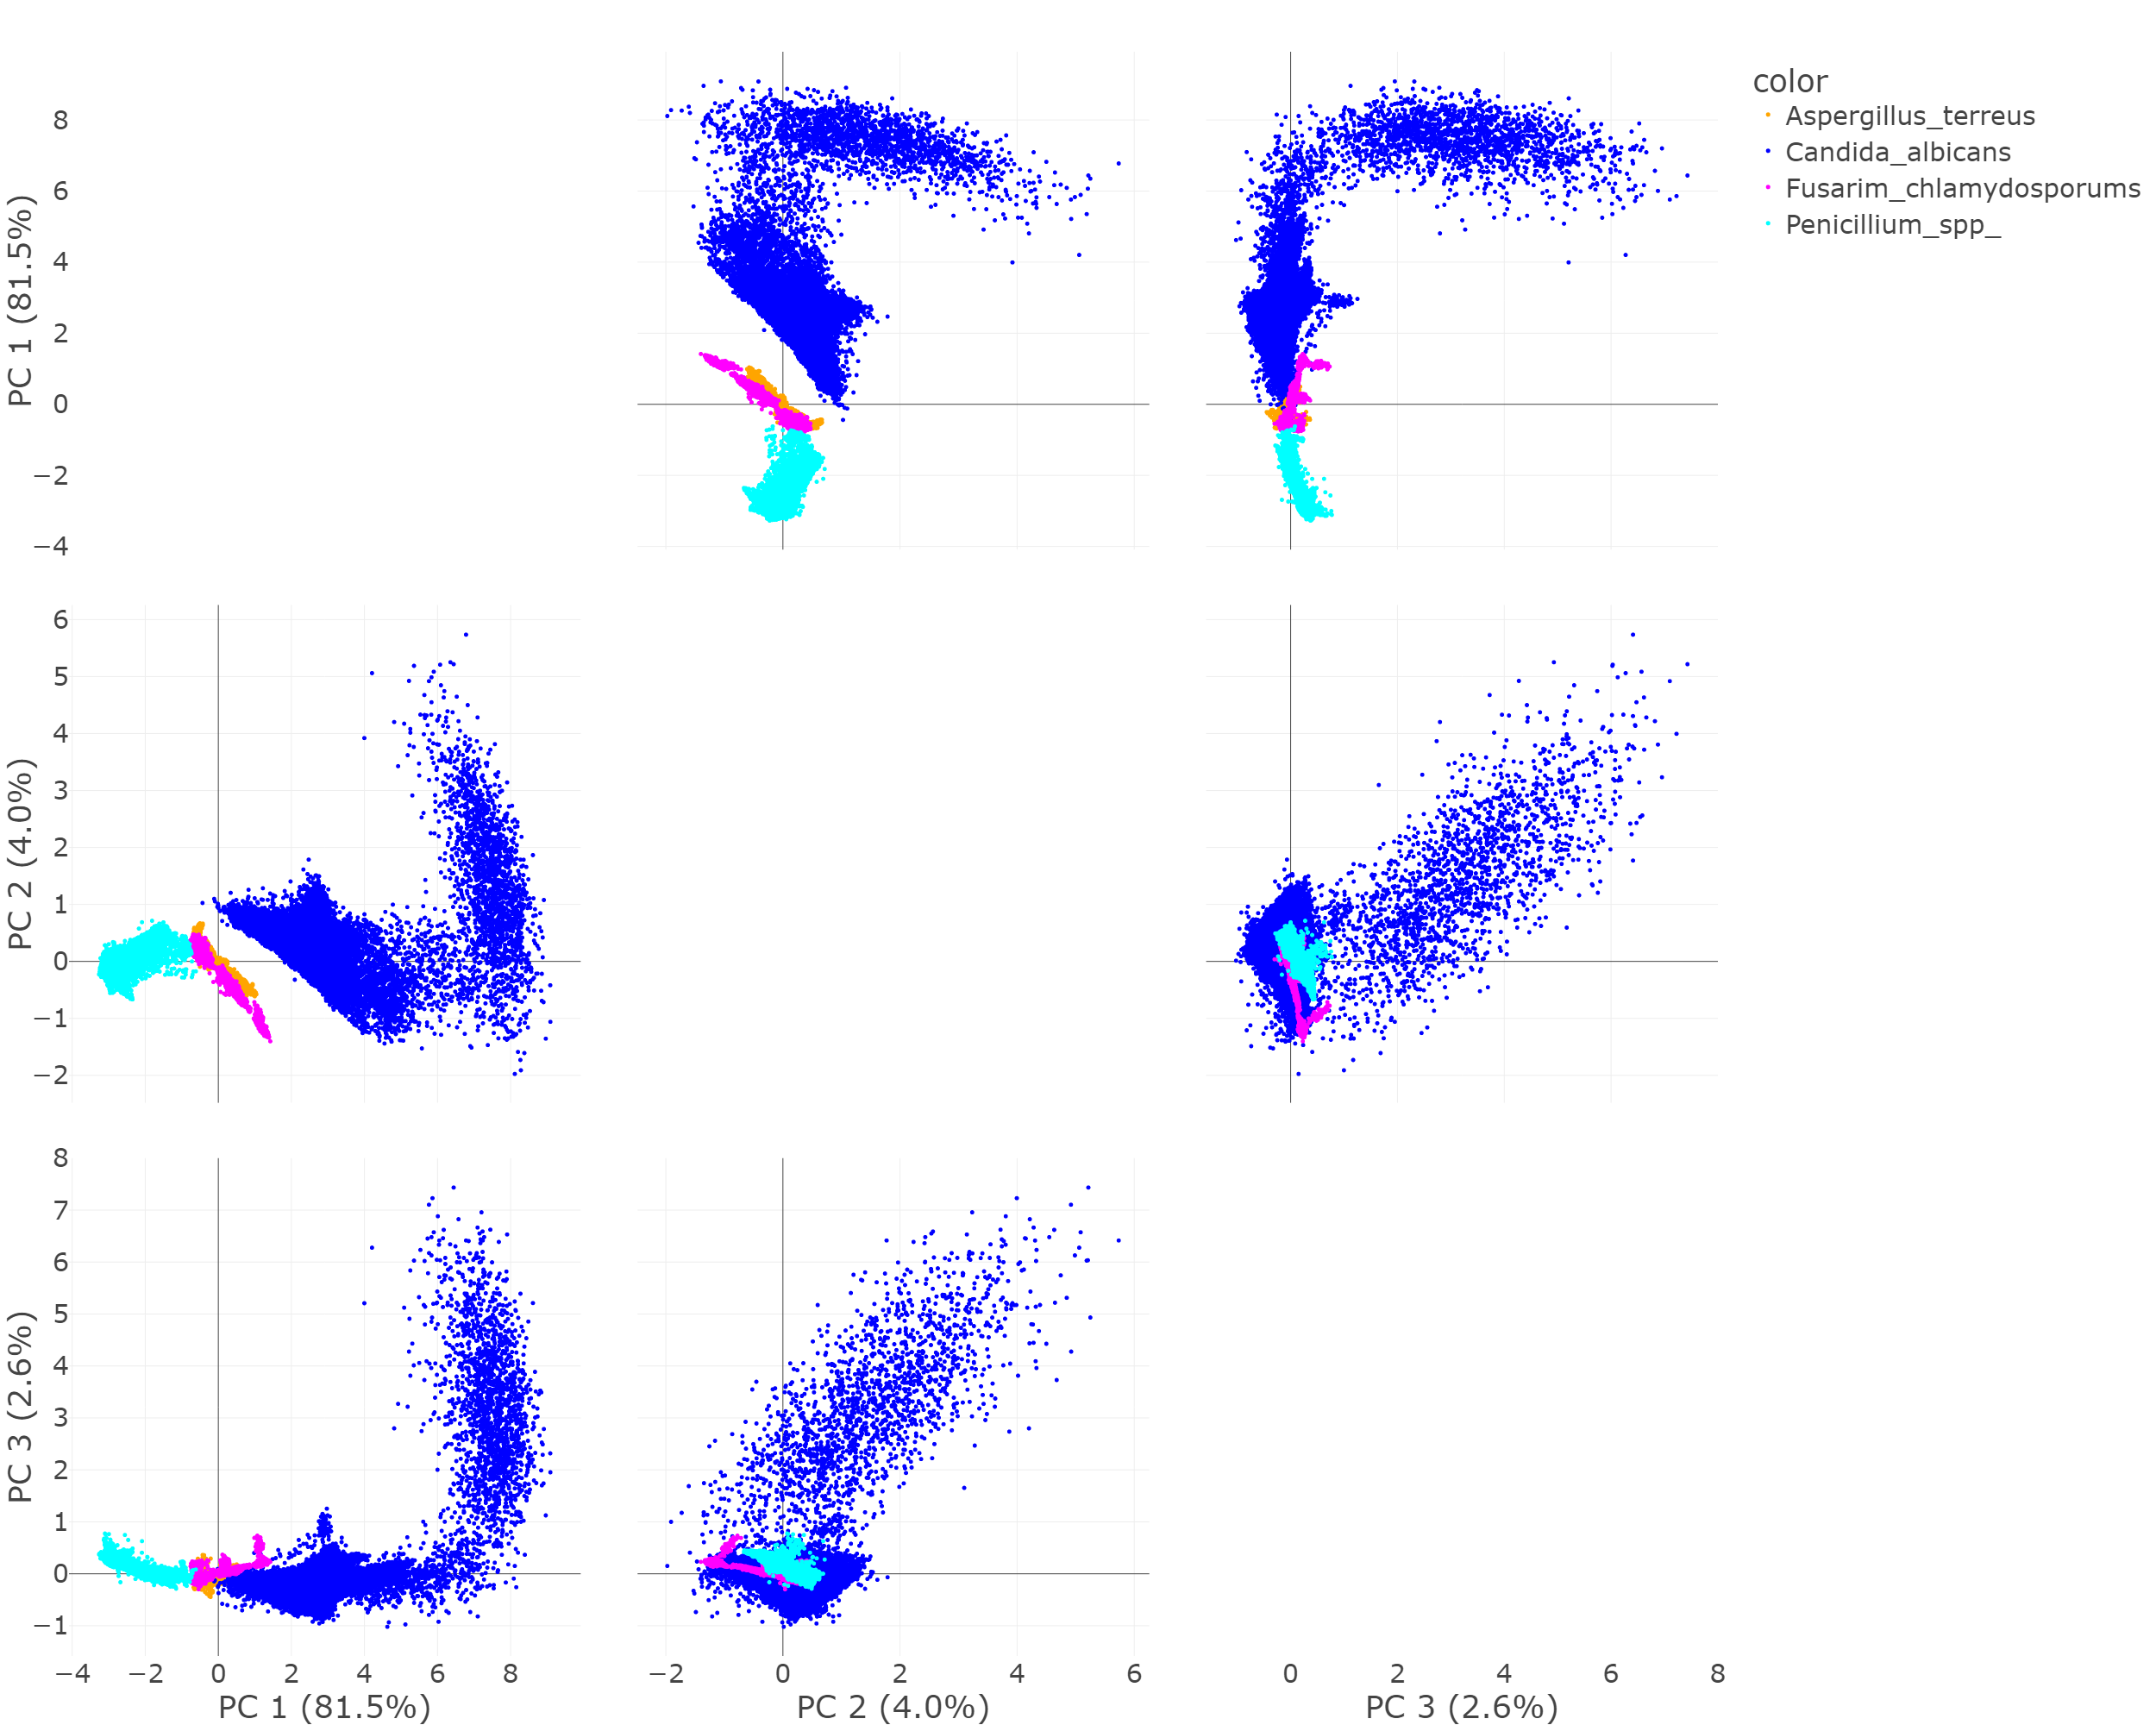 color
Aspergillus_terreus
Candida_albicans
Fusarim_chlamydosporums
Penicillium_spp_
PC 1 (81.5%)
8
6
4
2
0
−2
−4
PC 2 (4.0%)
6
5
4
3
2
1
0
−1
−2
PC 3 (2.6%)
8
7
6
5
4
3
2
1
0
−1
−4 −2 0 2 4 6 8
−2 0 2 4 6
0 2 4 6 8
PC 1 (81.5%)
PC 2 (4.0%)
PC 3 (2.6%)